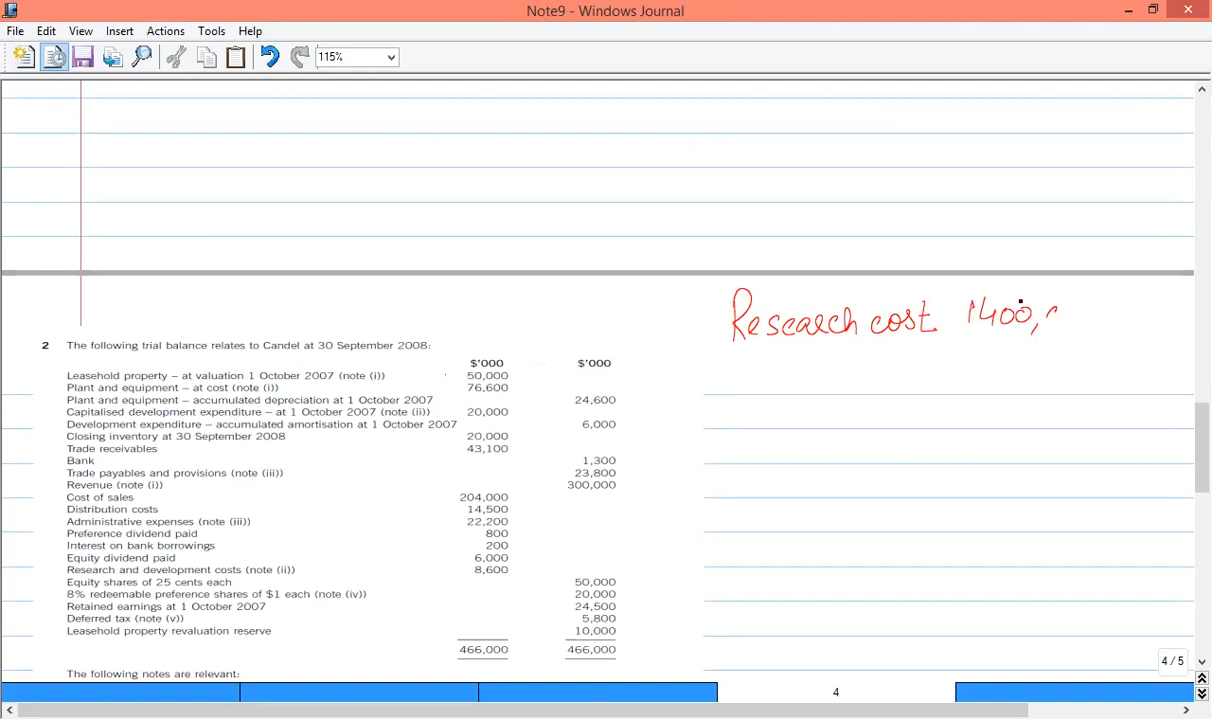 Note9 - Windows Journal
File Edit View Insert Actions Tools Help
115%
Research cost 1400,
2 The following trial balance relates to Candel at 30 September 2008:
$'000 $'000
Leasehold property – at valuation 1 October 2007 (note (i)) 50,000
Plant and equipment – at cost (note (i)) 76,600
Plant and equipment – accumulated depreciation at 1 October 2007 24,600
Capitalised development expenditure – at 1 October 2007 (note (ii)) 20,000
Development expenditure – accumulated amortisation at 1 October 2007 6,000
Closing inventory at 30 September 2008 20,000
Trade receivables 43,100
Bank 1,300
Trade payables and provisions (note (iii)) 23,800
Revenue (note (i)) 300,000
Cost of sales 204,000
Distribution costs 14,500
Administrative expenses (note (iii)) 22,200
Preference dividend paid 800
Interest on bank borrowings 200
Equity dividend paid 6,000
Research and development costs (note (ii)) 8,600
Equity shares of 25 cents each 50,000
8% redeemable preference shares of $1 each (note (iv)) 20,000
Retained earnings at 1 October 2007 24,500
Deferred tax (note (v)) 5,800
Leasehold property revaluation reserve 10,000
466,000 466,000
The following notes are relevant:
4 / 5
4